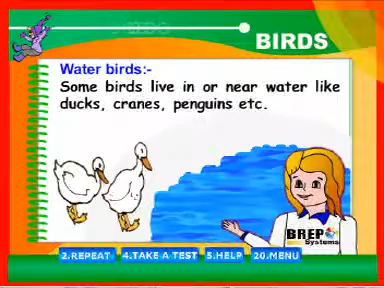 BIRDS
Water birds:-
Some birds live in or near water like
ducks, cranes, penguins etc.
BREP
Systems
2.REPEAT 4.TAKE A TEST 5.HELP 20.MENU